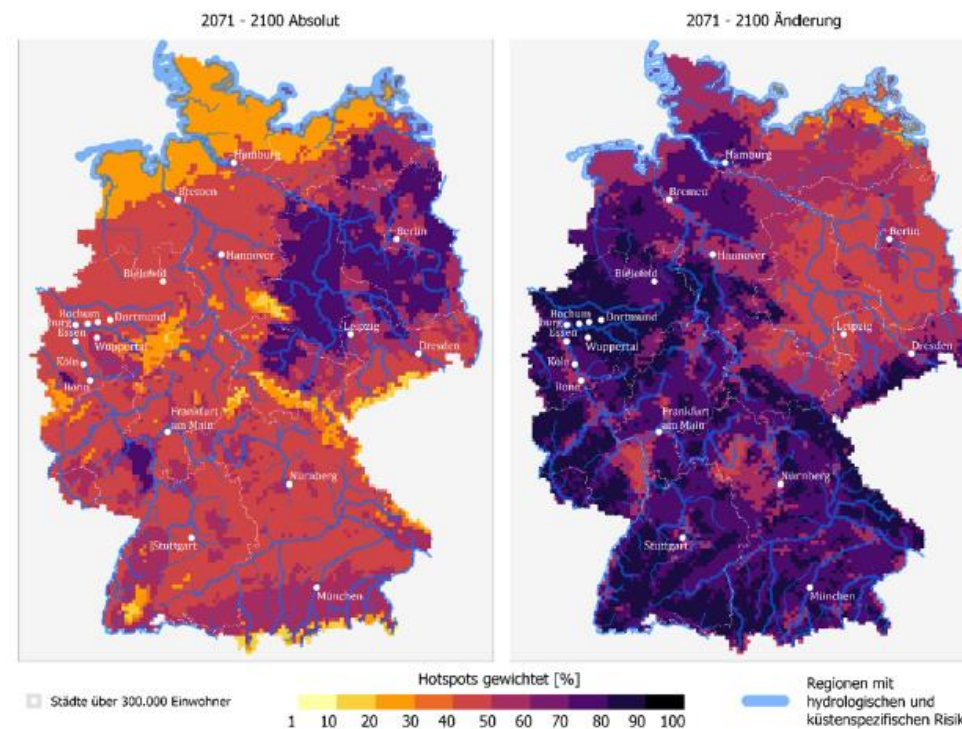 2071 - 2100 Absolut
2071 - 2100 Änderung
Hamburg
Bremen
Berlin
Hannover
Bielefeld
Bochum
Dortmund
burg
Essen
Wuppertal
Leipzig
Köln
Dresden
Bonn
Frankfurt
am Main
Nürnberg
Stuttgart
München
Hamburg
Bremen
Berlin
Hannover
Bielefeld
Bochum
Dortmund
burg
Essen
Wuppertal
Leipzig
Köln
Dresden
Bonn
Frankfurt
am Main
Nürnberg
Stuttgart
München
Städte über 300.000 Einwohner
Hotspots gewichtet [%]
1 10 20 30 40 50 60 70 80 90 100
Regionen mit
hydrologischen und
küstenspezifischen Risik